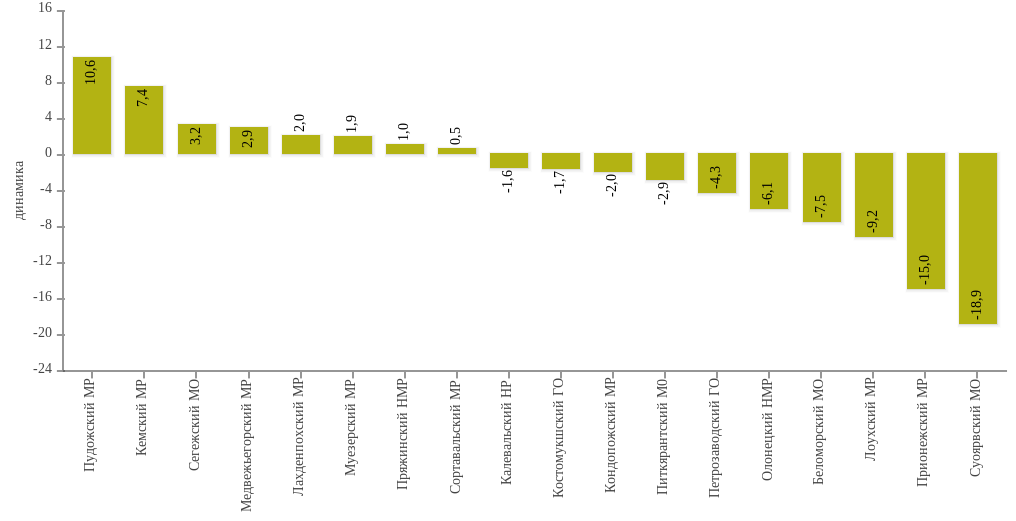 16
12
8
4
0
-4
-8
-12
-16
-20
-24
динамика
10,6
7,4
3,2
2,9
2,0
1,9
1,0
0,5
-1,6
-1,7
-2,0
-2,9
-4,3
-6,1
-7,5
-9,2
-15,0
-18,9
Пудожский МР
Кемский МР
Сегежский МО
Медвежьегорский МР
Лахденпохский МР
Муезерский МР
Пряжинский НМР
Сортавальский МР
Калевальский НР
Костомукшский ГО
Кондопожский МР
Питкярантский М0
Петрозаводский ГО
Олонецкий НМР
Беломорский МО
Лоухский МР
Прионежский МР
Суоярвский МО